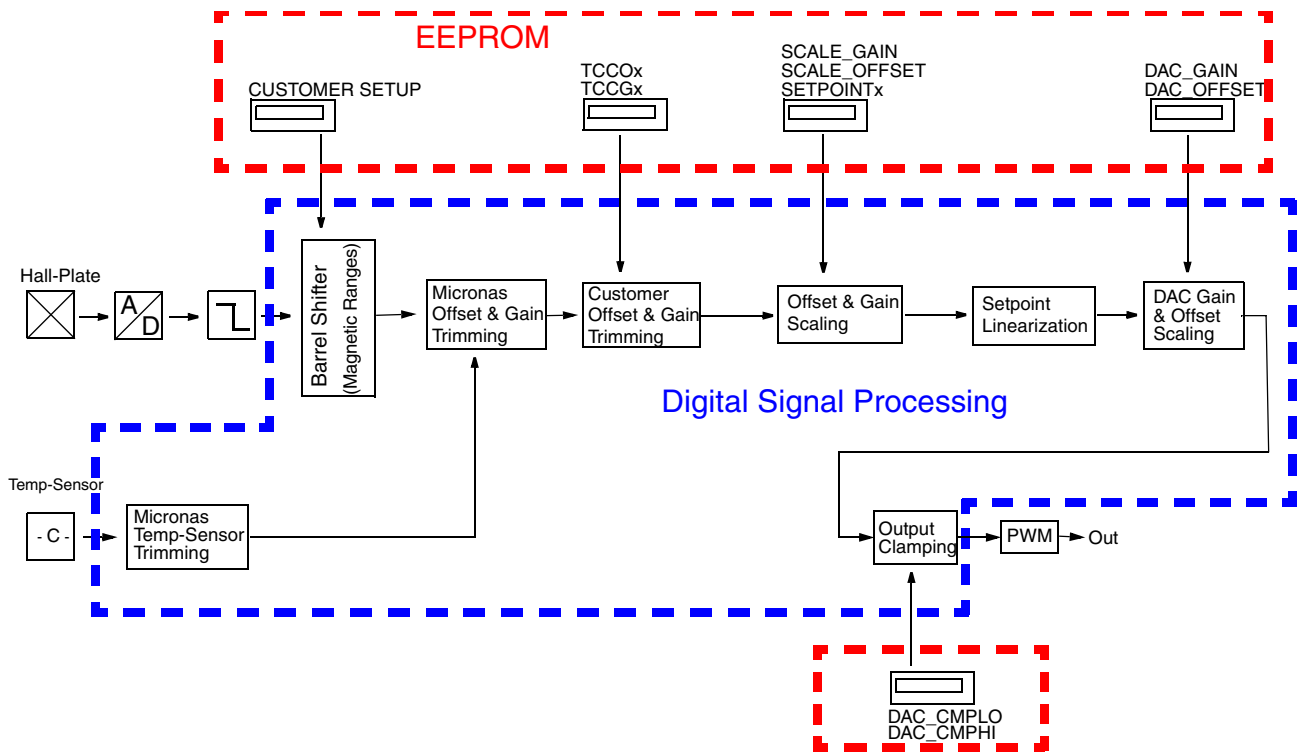 EEPROM
CUSTOMER SETUP
TCCOx
TCCGx
SCALE_GAIN
SCALE_OFFSET
SETPOINTx
DAC_GAIN
DAC_OFFSET
Hall-Plate
A
D
Barrel Shifter
(Magnetic Ranges)
Micronas
Offset & Gain
Trimming
Customer
Offset & Gain
Trimming
Offset & Gain
Scaling
Setpoint
Linearization
DAC Gain
& Offset
Scaling
Digital Signal Processing
Temp-Sensor
- C -
Micronas
Temp-Sensor
Trimming
Output
Clamping
PWM
Out
DAC_CMPLO
DAC_CMPHI